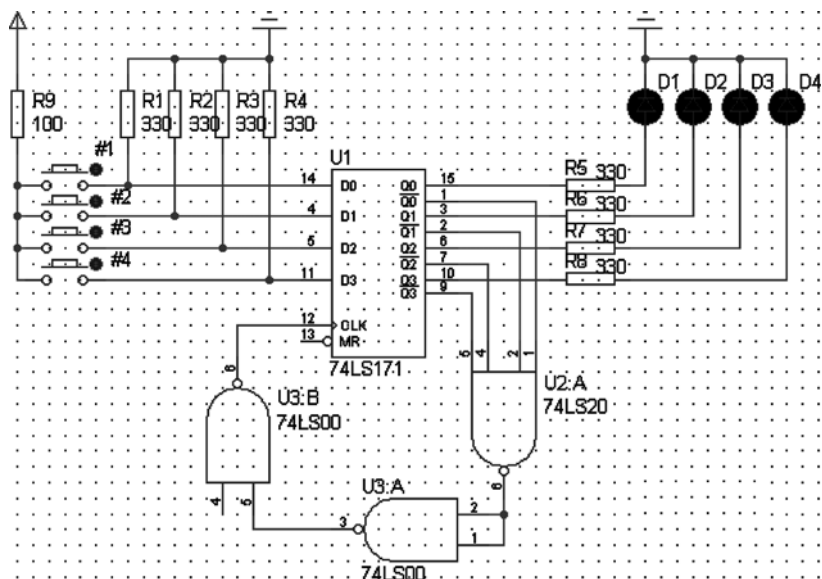 R9
100
R1
330
R2
330
R3
330
R4
330
#1
#2
#3
#4
U1
14
4
5
11
12
13
D0
D1
D2
D3
CLK
MR
Q0
Q0
Q1
Q1
Q2
Q2
Q3
Q3
15
1
3
2
6
7
10
9
74LS171
R5
330
R6
330
R7
330
R8
330
D1
D2
D3
D4
5
4
2
1
U2:A
74LS20
6
6
U3:B
74LS00
4
5
U3:A
3
2
1
74LS00